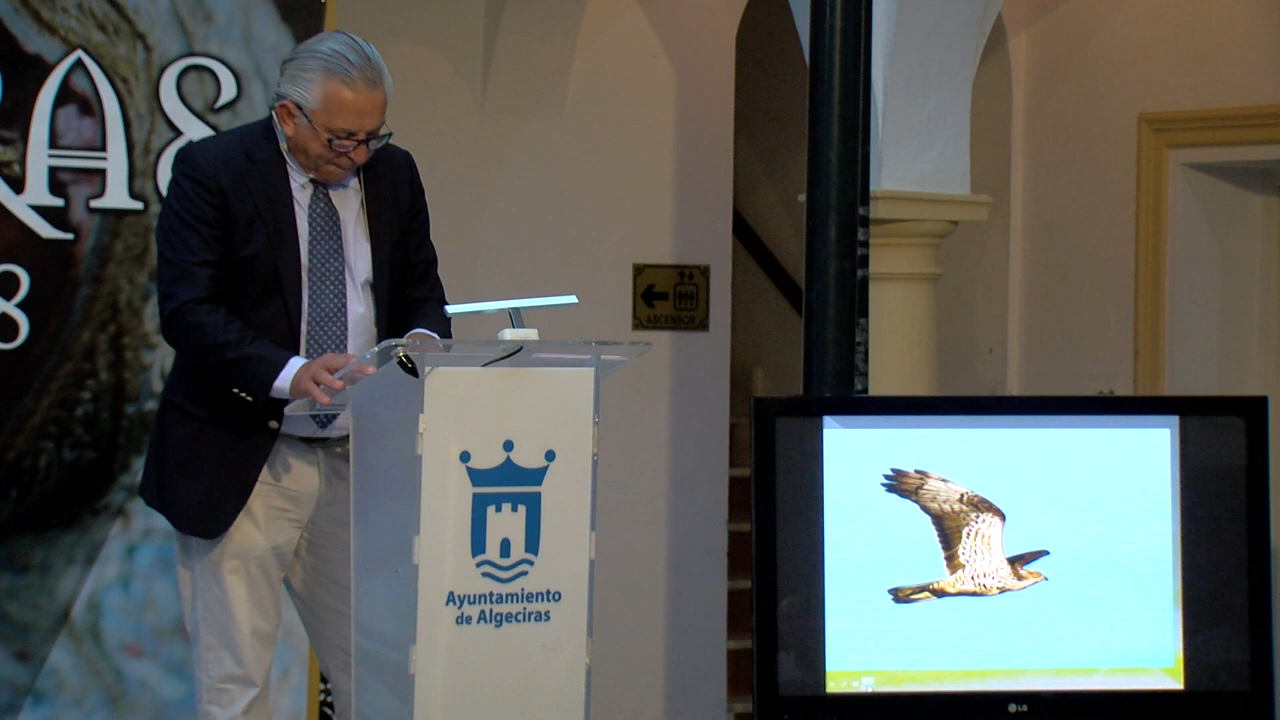 RAS
8
ASCENSOR
Ayuntamiento
de Algeciras
LG